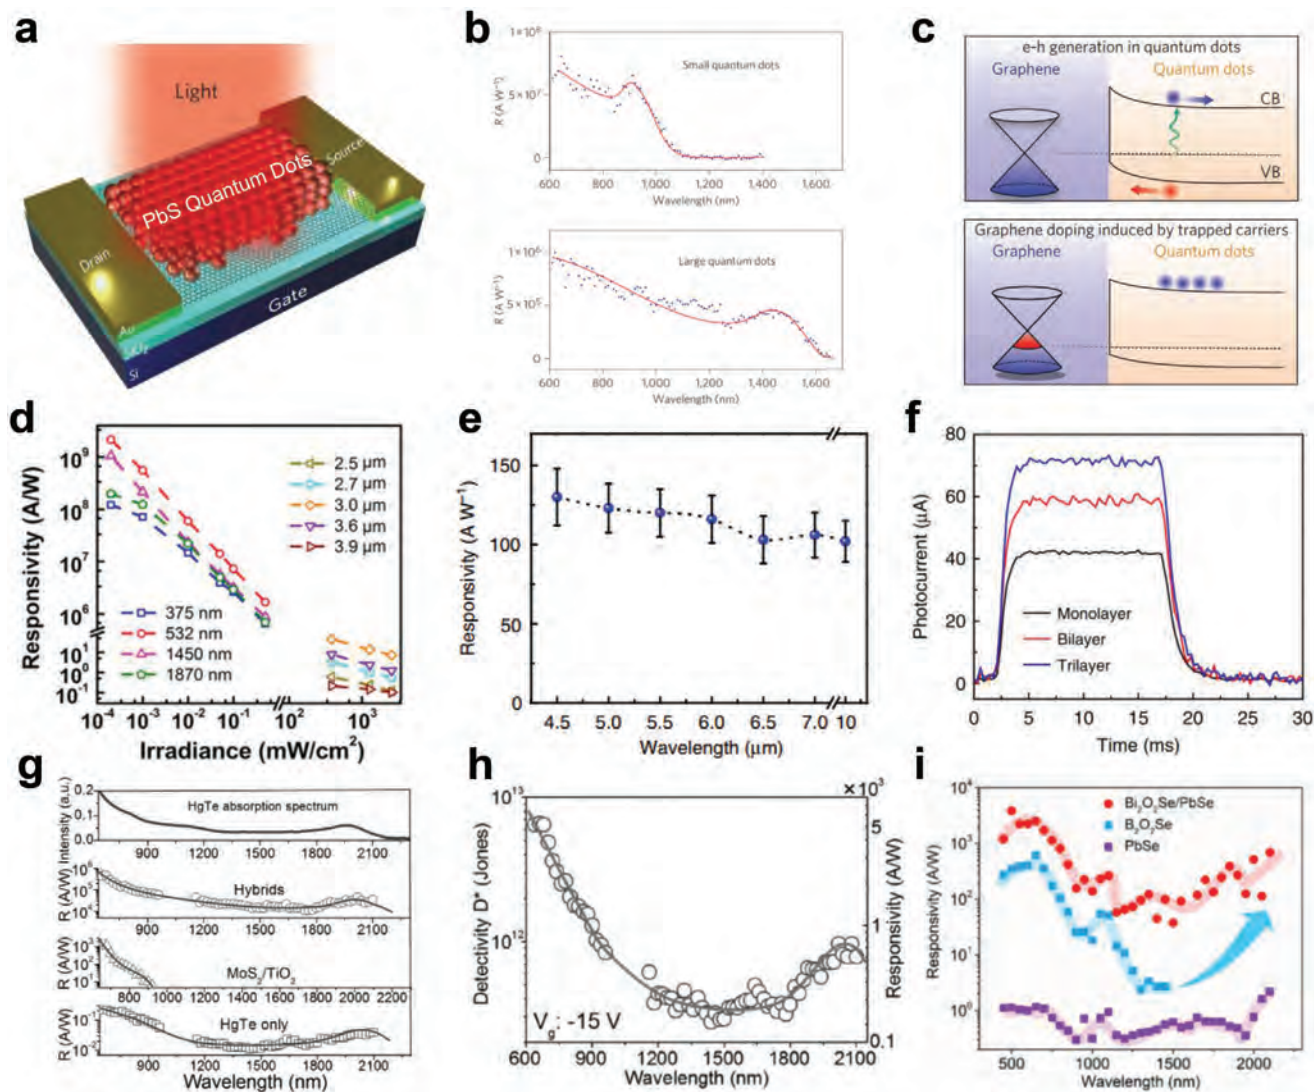 a
Light
PbS Quantum Dots
Source
Drain
Gate
Au
SiO₂
Si
b
1×10⁸
5×10⁷
0
R (A W⁻¹)
Small quantum dots
600 800 1,000 1,200 1,400 1,600
Wavelength (nm)
1×10⁶
5×10⁵
0
R (A W⁻¹)
Large quantum dots
600 800 1,000 1,200 1,400 1,600
Wavelength (nm)
c
e-h generation in quantum dots
Graphene Quantum dots
CB
VB
Graphene doping induced by trapped carriers
Graphene Quantum dots
d
Responsivity (A/W)
10⁹
10⁸
10⁷
10⁶
10¹
10⁰
10⁻¹
2.5 μm
2.7 μm
3.0 μm
3.6 μm
3.9 μm
375 nm
532 nm
1450 nm
1870 nm
10⁻⁴ 10⁻³ 10⁻² 10⁻¹ 10² 10³
Irradiance (mW/cm²)
e
Responsivity (A W⁻¹)
150
100
50
0
4.5 5.0 5.5 6.0 6.5 7.0 10
Wavelength (μm)
f
Photocurrent (μA)
80
60
40
20
0
Monolayer
Bilayer
Trilayer
0 5 10 15 20 25 30
Time (ms)
g
Intensity (a.u.)
0.2
0.1
0.0
HgTe absorption spectrum
900 1200 1500 1800 2100
R (A/W)
10⁶
10⁵
10⁴
Hybrids
900 1200 1500 1800 2100
R (A/W)
10³
10¹
MoS₂/TiO₂
600 800 1000 1200 1400 1600 1800 2000 2200
R (A/W)
10⁻¹
10⁻²
HgTe only
900 1200 1500 1800 2100
Wavelength (nm)
h
Detectivity D* (Jones)
10¹³
10¹²
×10³
5
1
0.1
Responsivity (A/W)
V_g: -15 V
600 900 1200 1500 1800 2100
Wavelength (nm)
i
Responsivity (A/W)
10⁴
10³
10²
10¹
10⁰
Bi₂O₂Se/PbSe
B₂O₂Se
PbSe
500 1000 1500 2000
Wavelength (nm)